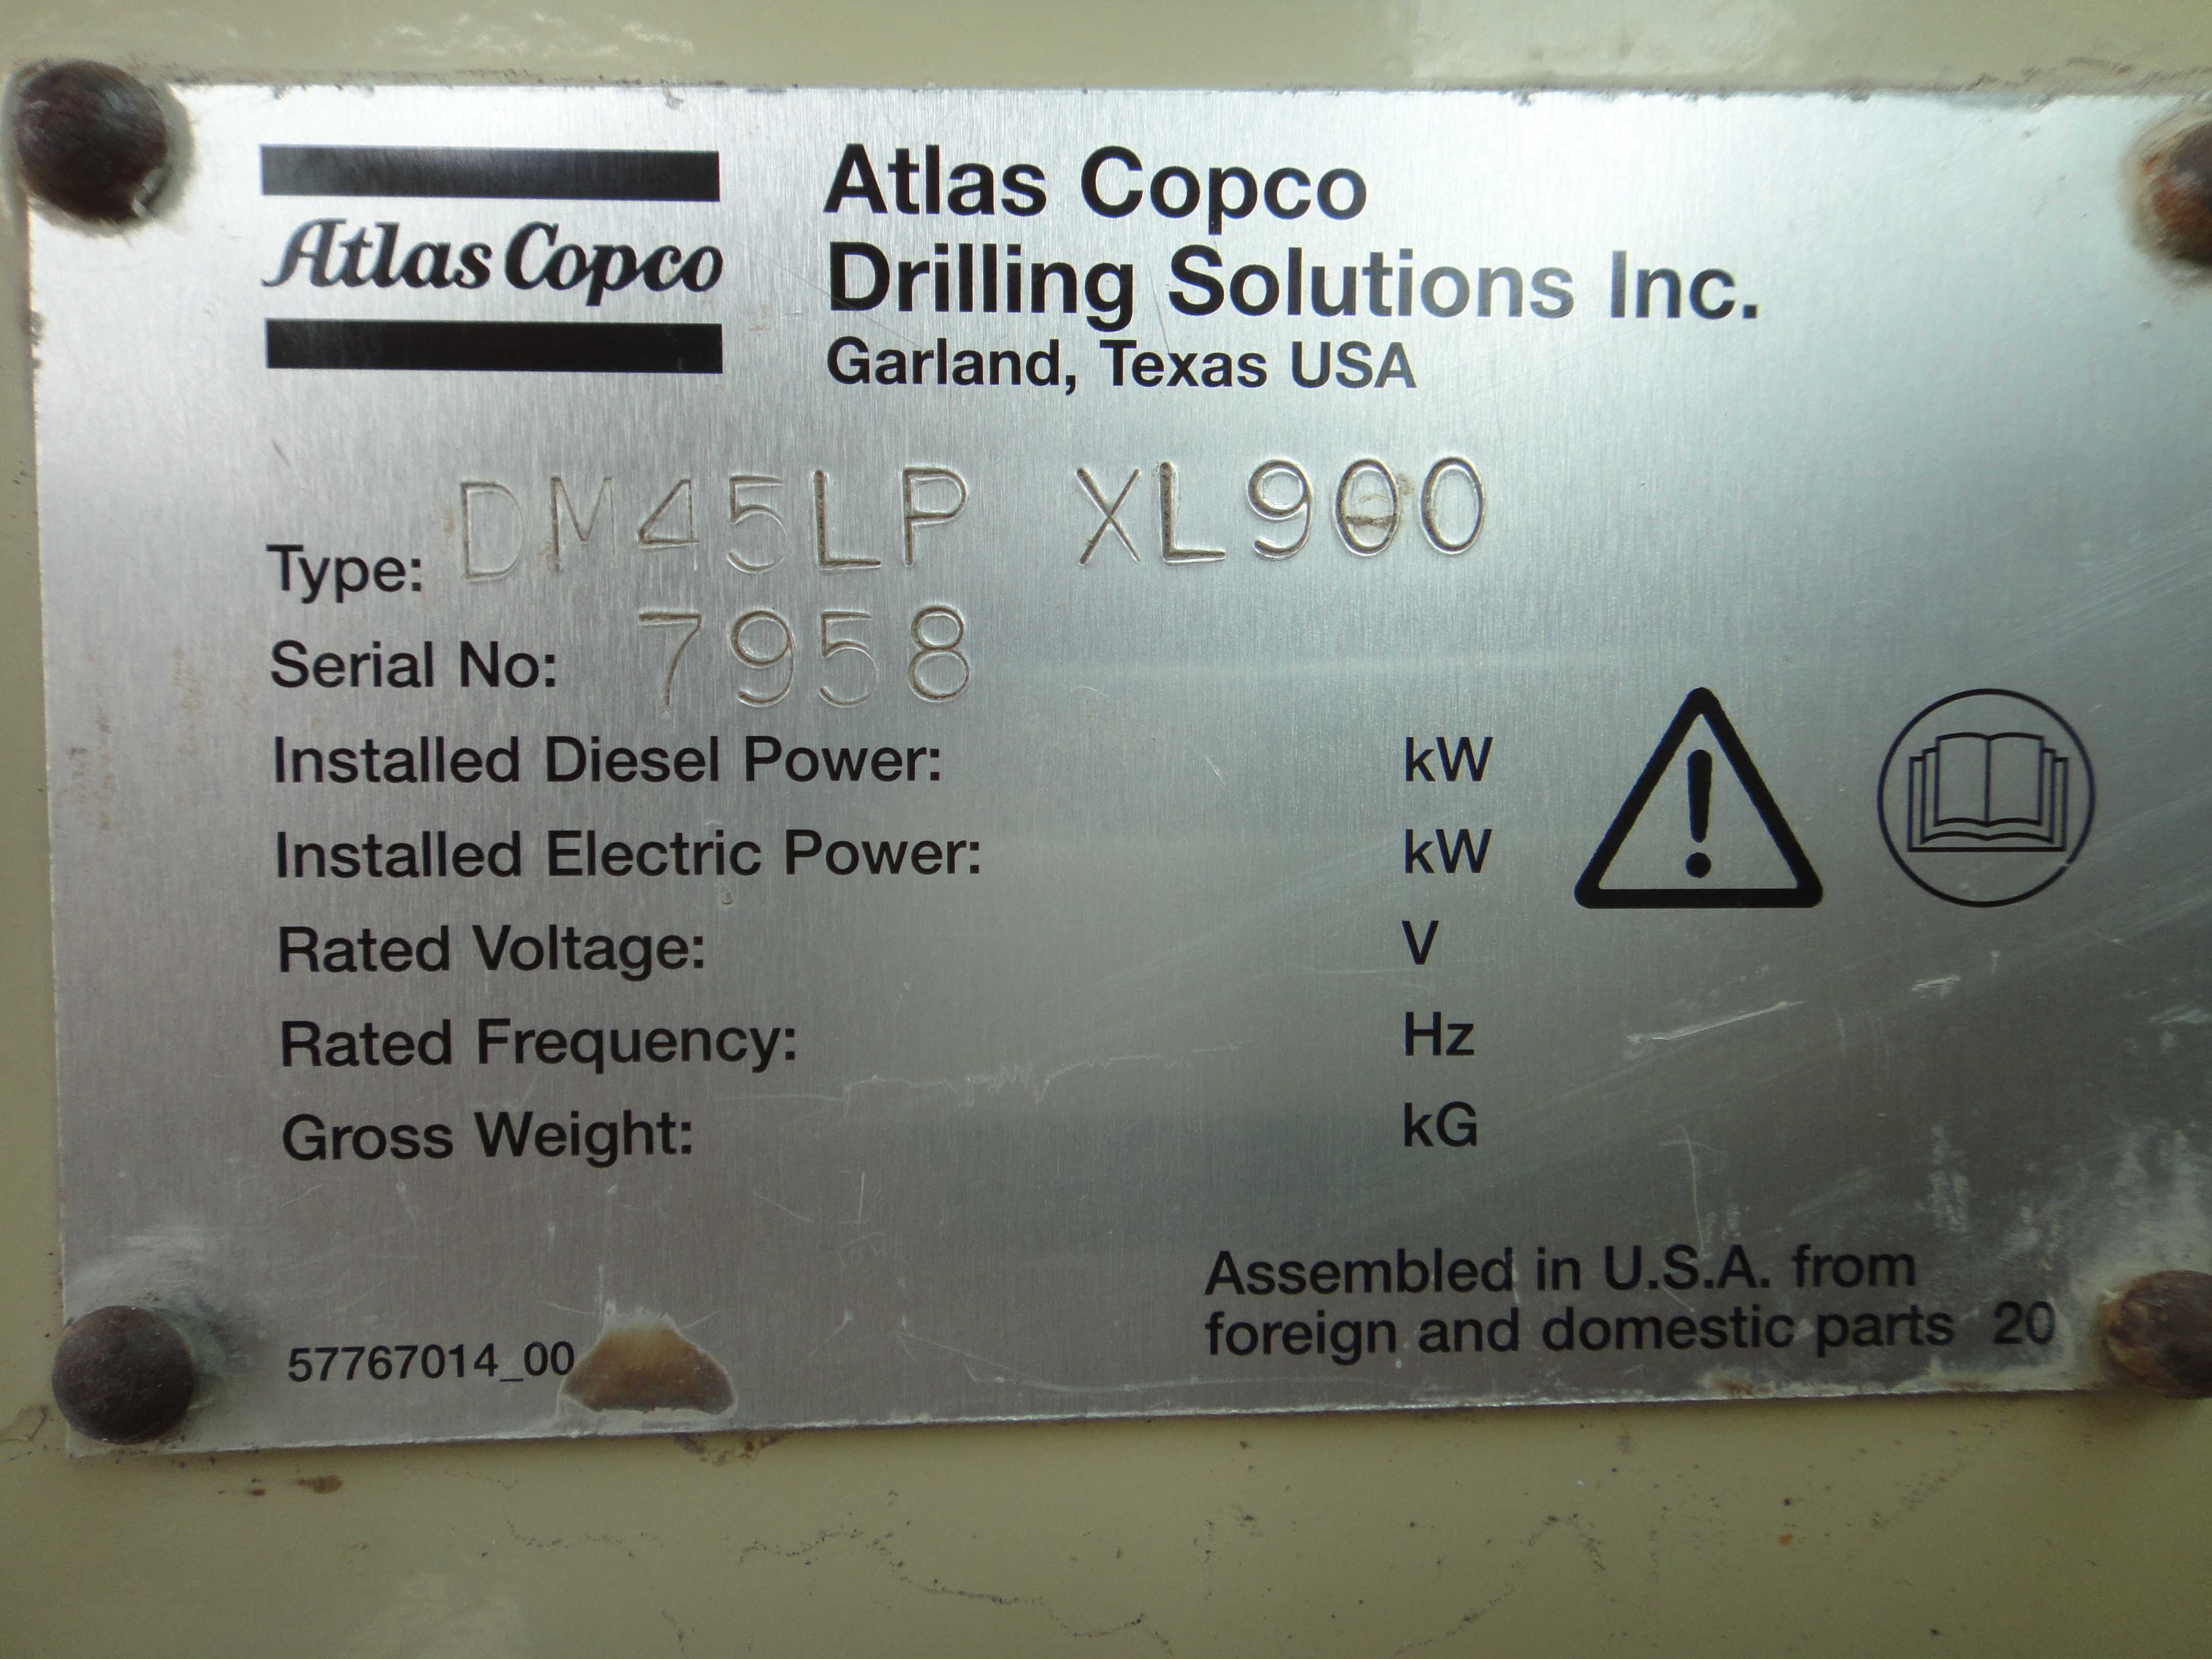 Atlas Copco
Atlas Copco
Drilling Solutions Inc.
Garland, Texas USA
Type: DM45LP XL900
Serial No: 7958
Installed Diesel Power: kW
Installed Electric Power: kW
Rated Voltage: V
Rated Frequency: Hz
Gross Weight: kG
Assembled in U.S.A. from
foreign and domestic parts 20
57767014_00